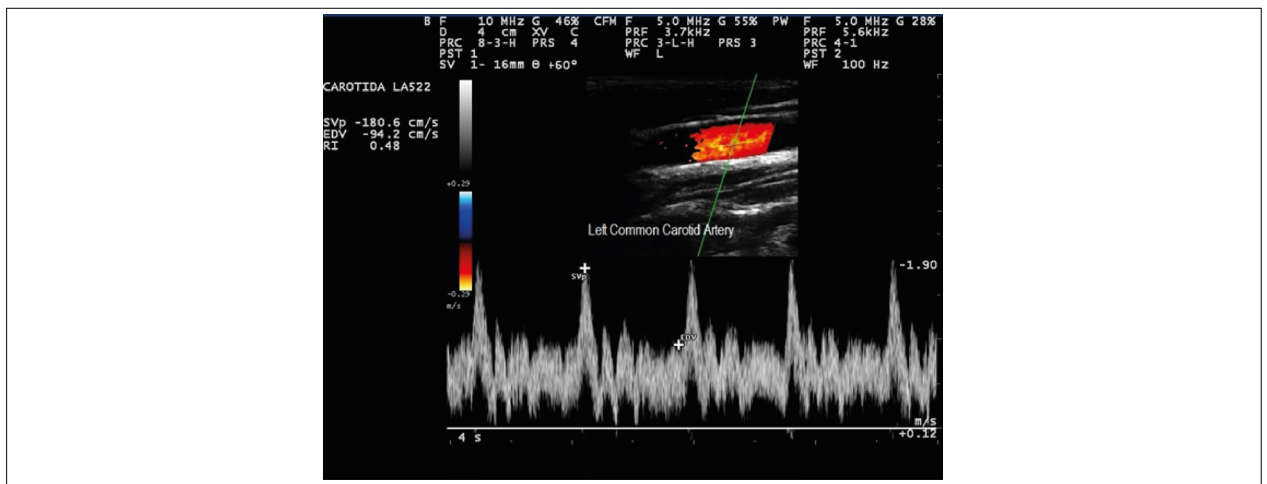 B F 10 MHz G 46% CFM F 5.0 MHz G 55% PW F 5.0 MHz G 28%
D 4 cm XV C PRF 3.7kHz PRF 5.6kHz
PRC 8-3-H PRS 4 PRC 3-L-H PRS 3 PRC 4-1
PST 1 WF L PST 2
SV 1- 16mm θ +60° WF 100 Hz
CAROTIDA LA522
SVp -180.6 cm/s
EDV -94.2 cm/s
RI 0.48
+0.29
-0.29
m/s
Left Common Carotid Artery
SVp
EDV
-1.90
m/s
+0.12
4 s